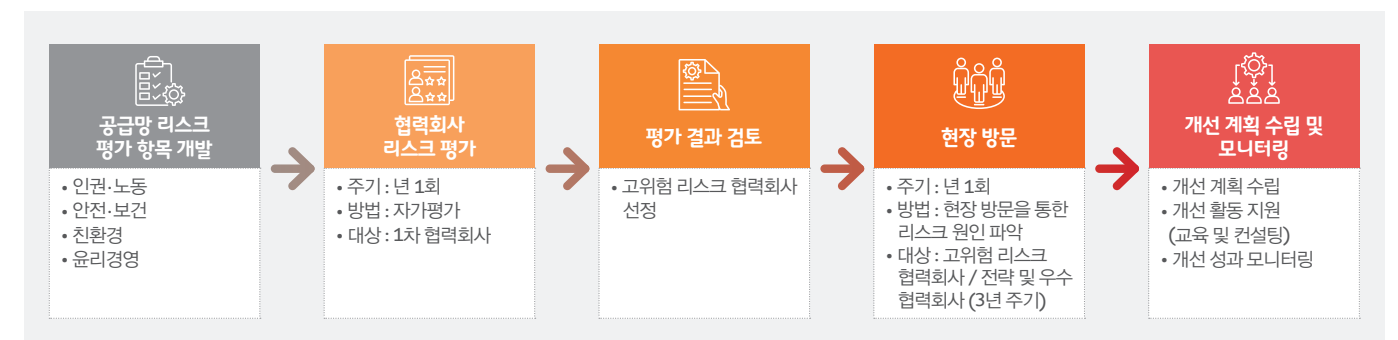 공급망 리스크
평가 항목 개발
• 인권·노동
• 안전·보건
• 친환경
• 윤리경영
협력회사
리스크 평가
• 주기 : 년 1회
• 방법 : 자가평가
• 대상 : 1차 협력회사
평가 결과 검토
• 고위험 리스크 협력회사
선정
현장 방문
• 주기 : 년 1회
• 방법 : 현장 방문을 통한
리스크 원인 파악
• 대상 : 고위험 리스크
협력회사 / 전략 및 우수
협력회사 (3년 주기)
개선 계획 수립 및
모니터링
• 개선 계획 수립
• 개선 활동 지원
(교육 및 컨설팅)
• 개선 성과 모니터링